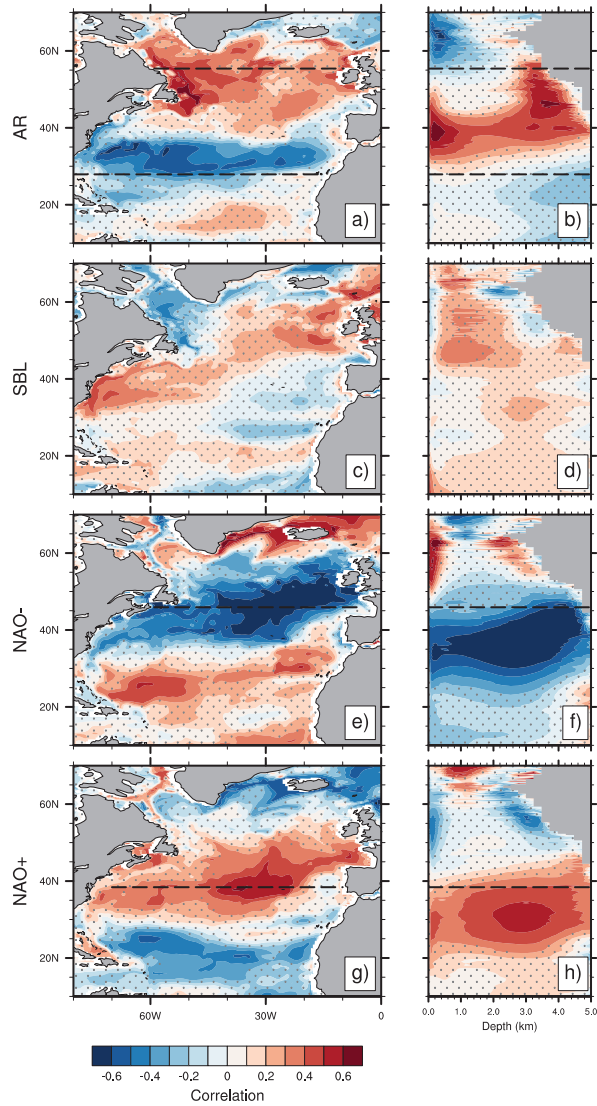 60N
40N
20N
AR
a)
b)
60N
40N
20N
SBL
c)
d)
60N
40N
20N
NAO-
e)
f)
60N
40N
20N
NAO+
g)
h)
60W 30W 0
0.0 1.0 2.0 3.0 4.0 5.0
Depth (km)
-0.6 -0.4 -0.2 0 0.2 0.4 0.6
Correlation